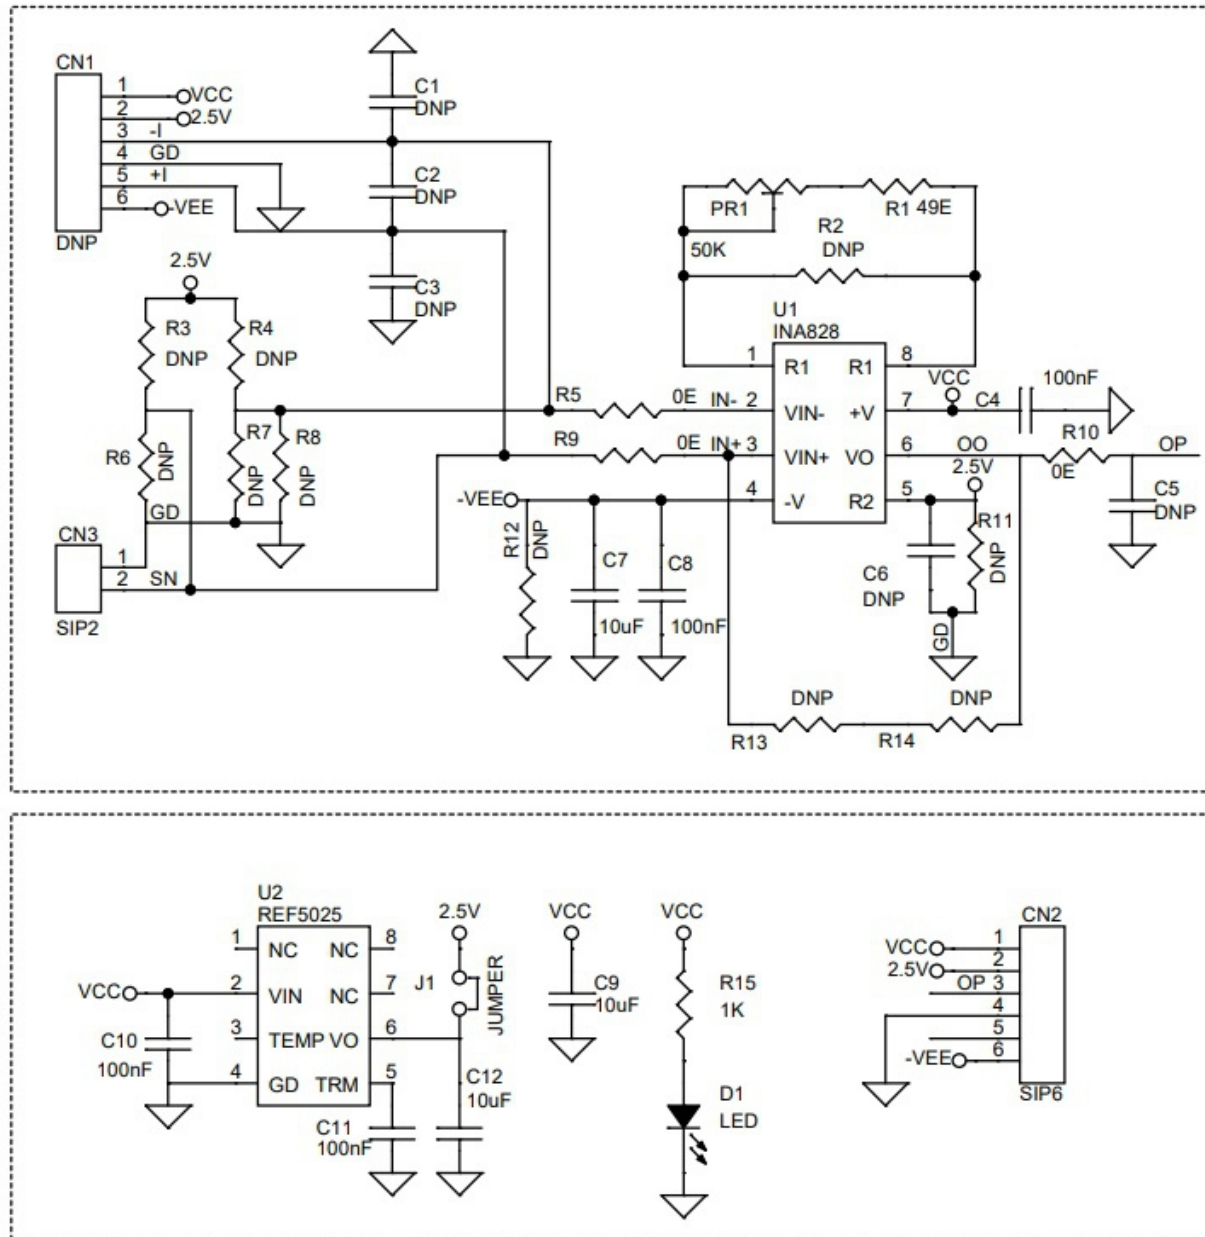 CN1
1
VCC
2
2.5V
3
-I
4
GD
5
+I
6
-VEE
DNP
C1
DNP
C2
DNP
C3
DNP
2.5V
R3
DNP
R4
DNP
R6
DNP
R7
DNP
R8
DNP
GD
CN3
1
2
SN
SIP2
PR1
50K
R1 49E
R2
DNP
U1
INA828
1
R1
R1
8
2
VIN-
+V
7
3
VIN+
VO
6
4
-V
R2
5
R5
0E
IN-
R9
0E
IN+
-VEE
R12
DNP
C7
10uF
C8
100nF
VCC
C4
100nF
OO
R10
0E
OP
C5
DNP
2.5V
R11
DNP
C6
DNP
GD
DNP
R13
DNP
R14
U2
REF5025
1
NC
NC
8
VCC
2
VIN
NC
7
3
TEMP
VO
6
4
GD
TRM
5
C10
100nF
C11
100nF
C12
10uF
2.5V
J1
JUMPER
VCC
C9
10uF
VCC
R15
1K
D1
LED
CN2
VCC
1
2.5V
2
OP
3
4
5
-VEE
6
SIP6